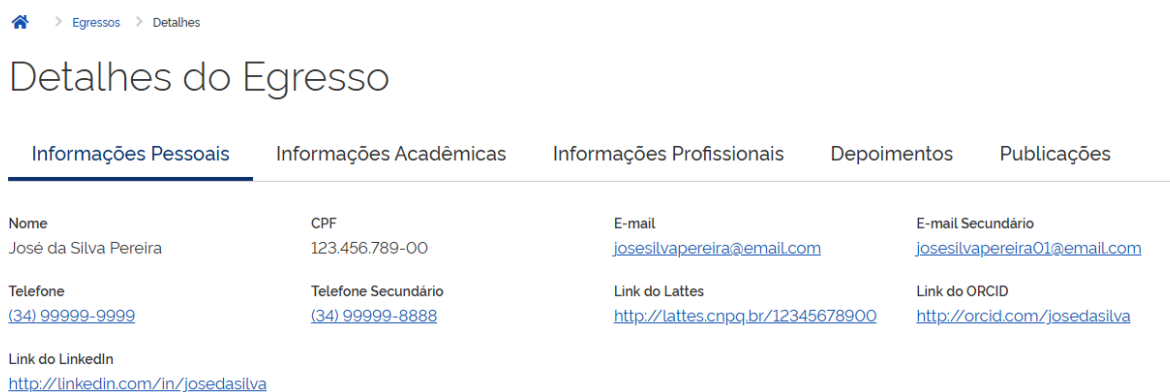 Egressos Detalhes
Detalhes do Egresso
Informações Pessoais Informações Acadêmicas Informações Profissionais Depoimentos Publicações
Nome CPF E-mail E-mail Secundário
José da Silva Pereira 123.456.789-00 josesilvapereira@email.com josesilvapereira01@email.com
Telefone Telefone Secundário Link do Lattes Link do ORCID
(34) 99999-9999 (34) 99999-8888 http://lattes.cnpq.br/12345678900 http://orcid.com/josedasilva
Link do LinkedIn
http://linkedin.com/in/josedasilva